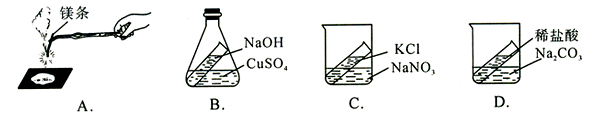 镁条
NaOH
CuSO₄
KCl
NaNO₃
稀盐酸
Na₂CO₃
A.
B.
C.
D.